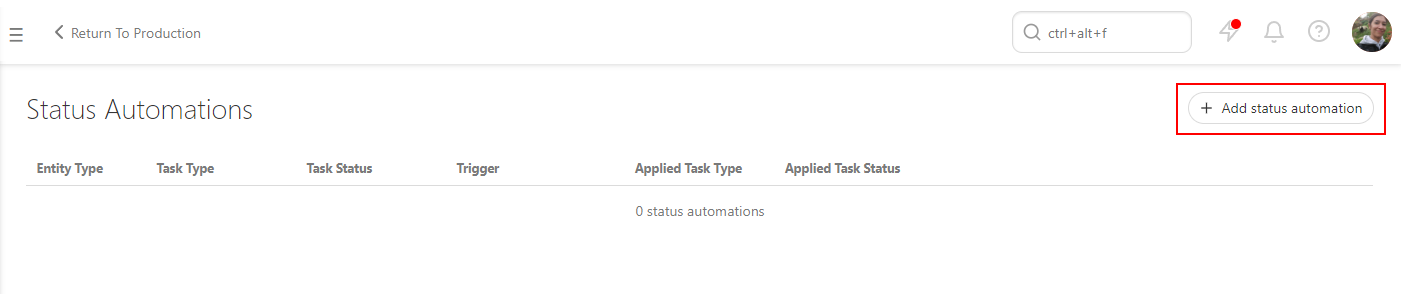 Return To Production
ctrl+alt+f
Status Automations
Add status automation
Entity Type Task Type Task Status Trigger Applied Task Type Applied Task Status
0 status automations